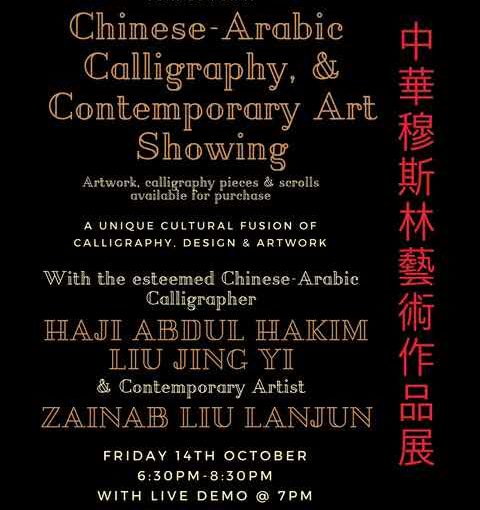 Chinese-Arabic
Calligraphy, &
Contemporary Art
Showing
Artwork, calligraphy pieces & scrolls
available for purchase
A UNIQUE CULTURAL FUSION OF
CALLIGRAPHY, DESIGN & ARTWORK
With the esteemed Chinese-Arabic
Calligrapher
HAJI ABDUL HAKIM
LIU JING YI
& Contemporary Artist
ZAINAB LIU LANJUN
FRIDAY 14TH OCTOBER
6:30PM-8:30PM
WITH LIVE DEMO @ 7PM
中華穆斯林藝術作品展